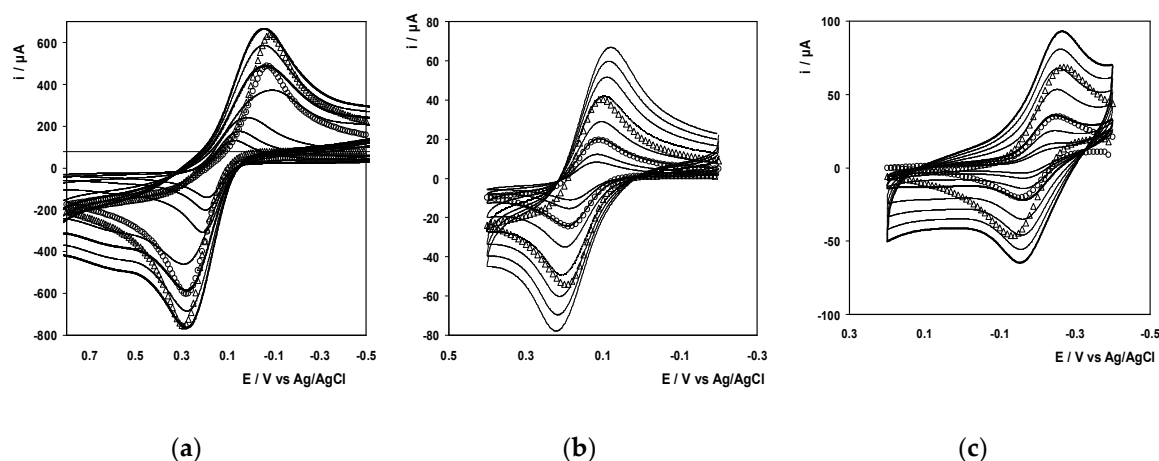 i / µA
600
400
200
0
-200
-400
-600
-800
0.7 0.5 0.3 0.1 -0.1 -0.3 -0.5
E / V vs Ag/AgCl
(a)
i / µA
80
60
40
20
0
-20
-40
-60
80
0.5 0.3 0.1 -0.1 -0.3
E / V vs Ag/AgCl
(b)
i / µA
100
50
0
-50
-100
0.3 0.1 -0.1 -0.3 -0.5
E / V vs Ag/AgCl
(c)